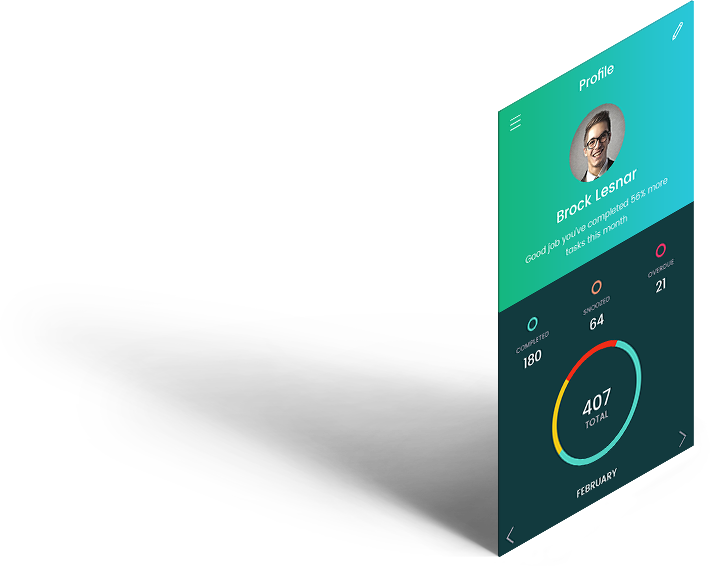 Profile
Brock Lesnar
Good job you've completed 56% more
tasks this month
COMPLETED
180
SNOOZED
64
OVERDUE
21
407
TOTAL
FEBRUARY